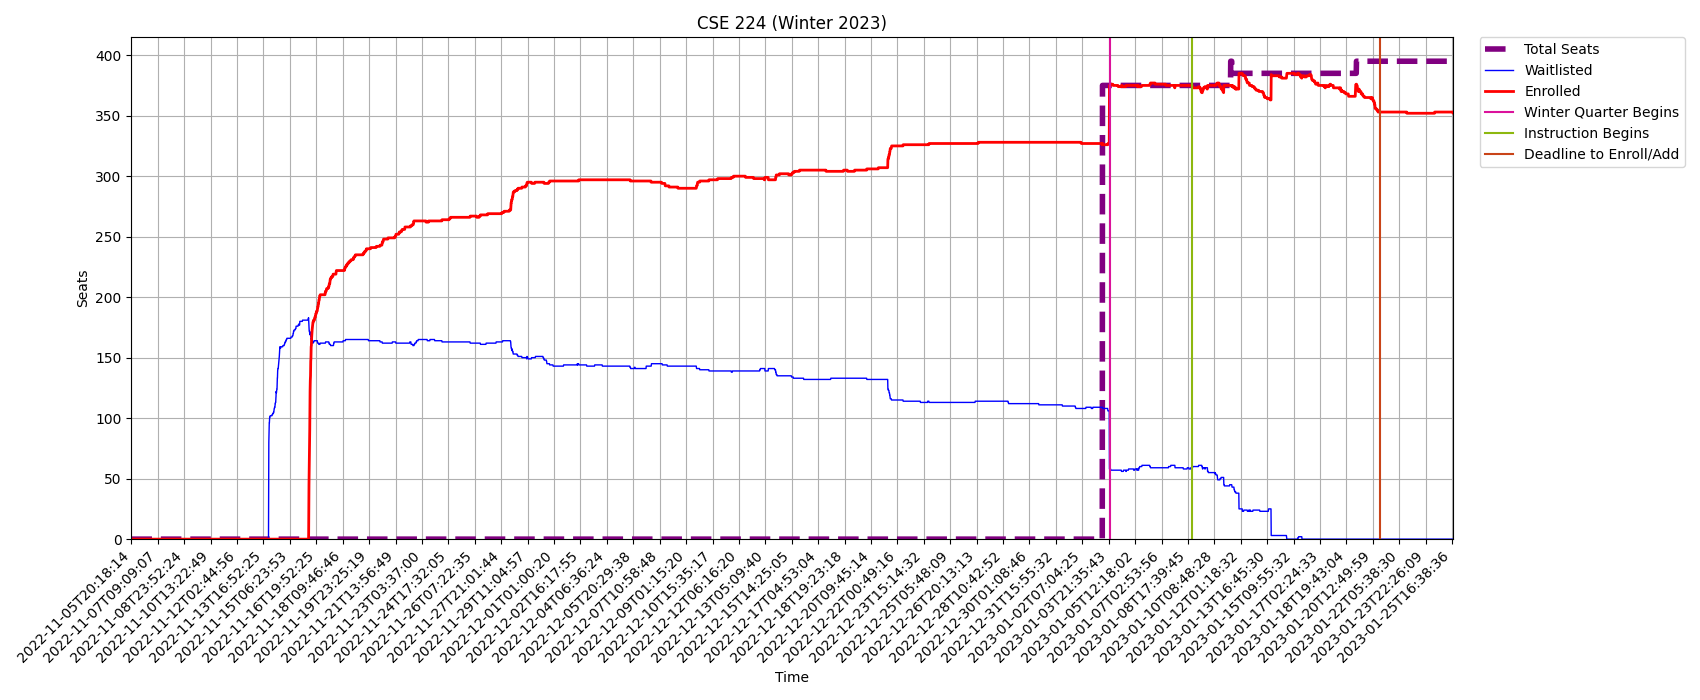 CSE 224 (Winter 2023)
Seats
400
350
300
250
200
150
100
50
0
2022-11-05T20:18:14
2022-11-07T09:09:07
2022-11-08T23:52:24
2022-11-10T13:22:49
2022-11-12T02:44:56
2022-11-13T16:52:25
2022-11-15T06:23:53
2022-11-16T19:52:25
2022-11-18T09:46:46
2022-11-19T23:25:19
2022-11-21T13:56:49
2022-11-23T03:37:00
2022-11-24T17:32:05
2022-11-26T07:22:35
2022-11-27T21:01:44
2022-11-29T11:04:57
2022-12-01T01:00:20
2022-12-02T16:17:55
2022-12-04T06:36:24
2022-12-05T20:29:38
2022-12-07T10:58:48
2022-12-09T01:15:20
2022-12-10T15:35:17
2022-12-12T06:16:20
2022-12-13T05:09:40
2022-12-15T14:25:05
2022-12-17T04:53:04
2022-12-18T19:23:18
2022-12-20T09:45:14
2022-12-22T00:49:16
2022-12-23T15:14:32
2022-12-25T05:48:09
2022-12-26T20:13:13
2022-12-28T10:42:52
2022-12-30T01:08:46
2022-12-31T15:55:32
2023-01-02T07:04:25
2023-01-03T21:35:43
2023-01-05T12:18:02
2023-01-07T02:53:56
2023-01-08T17:39:45
2023-01-10T08:48:28
2023-01-12T01:18:32
2023-01-13T16:45:30
2023-01-15T09:55:32
2023-01-17T02:24:33
2023-01-18T19:43:04
2023-01-20T12:49:59
2023-01-22T05:38:30
2023-01-23T22:26:09
2023-01-25T16:38:36
Time
Total Seats
Waitlisted
Enrolled
Winter Quarter Begins
Instruction Begins
Deadline to Enroll/Add